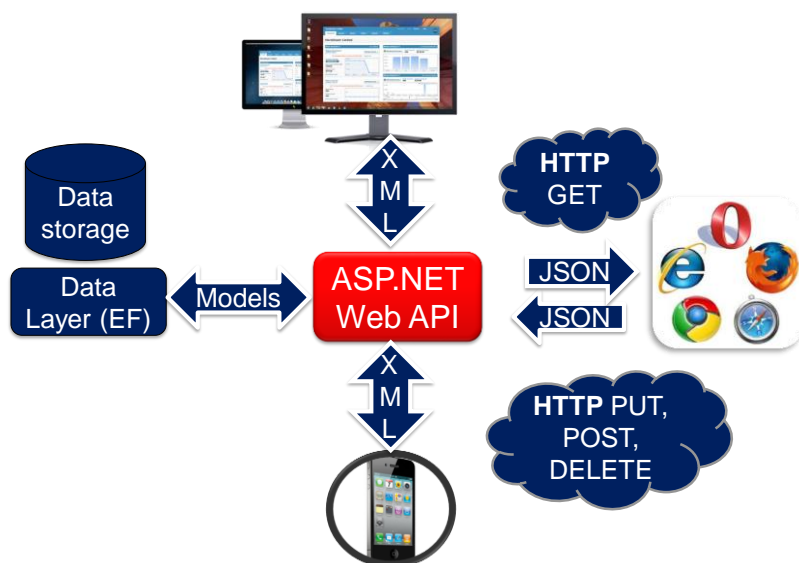 X
M
L
HTTP
GET
Data
storage
Data
Layer (EF)
Models
ASP.NET
Web API
JSON
JSON
X
M
L
HTTP PUT,
POST,
DELETE